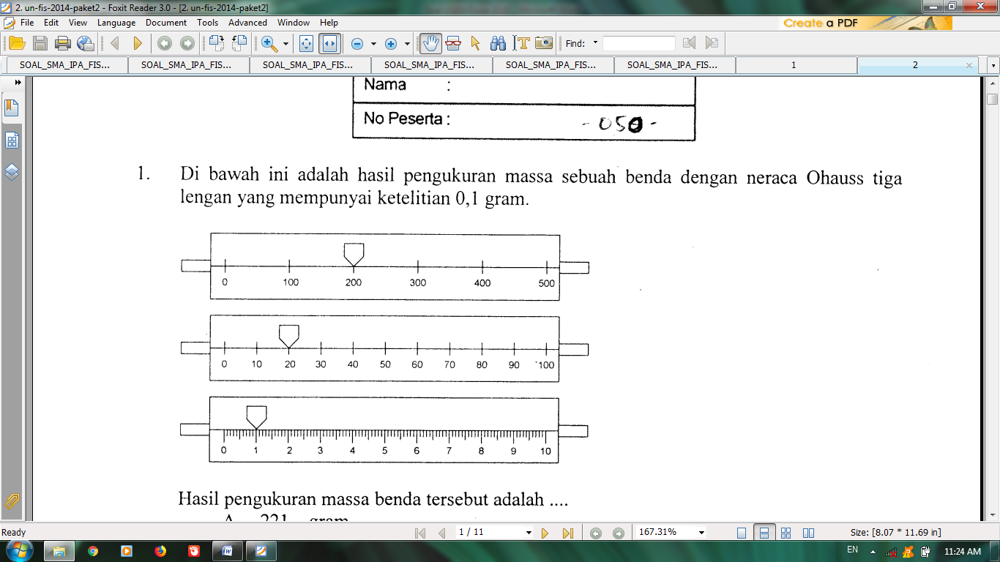 2. un-fis-2014-paket2 - Foxit Reader 3.0 - [2. un-fis-2014-paket2]
File Edit View Language Document Tools Advanced Window Help
Create a PDF
Find:
SOAL_SMA_IPA_FIS... SOAL_SMA_IPA_FIS... SOAL_SMA_IPA_FIS... SOAL_SMA_IPA_FIS... SOAL_SMA_IPA_FIS... SOAL_SMA_IPA_FIS... 1 2
Nama :
No Peserta : - 050 -
1. Di bawah ini adalah hasil pengukuran massa sebuah benda dengan neraca Ohauss tiga
lengan yang mempunyai ketelitian 0,1 gram.
0 100 200 300 400 500
0 10 20 30 40 50 60 70 80 90 100
0 1 2 3 4 5 6 7 8 9 10
Hasil pengukuran massa benda tersebut adalah ....
A. 221 gram
Ready 1 / 11 167.31% Size: [8.07 * 11.69 in]
EN 11:24 AM